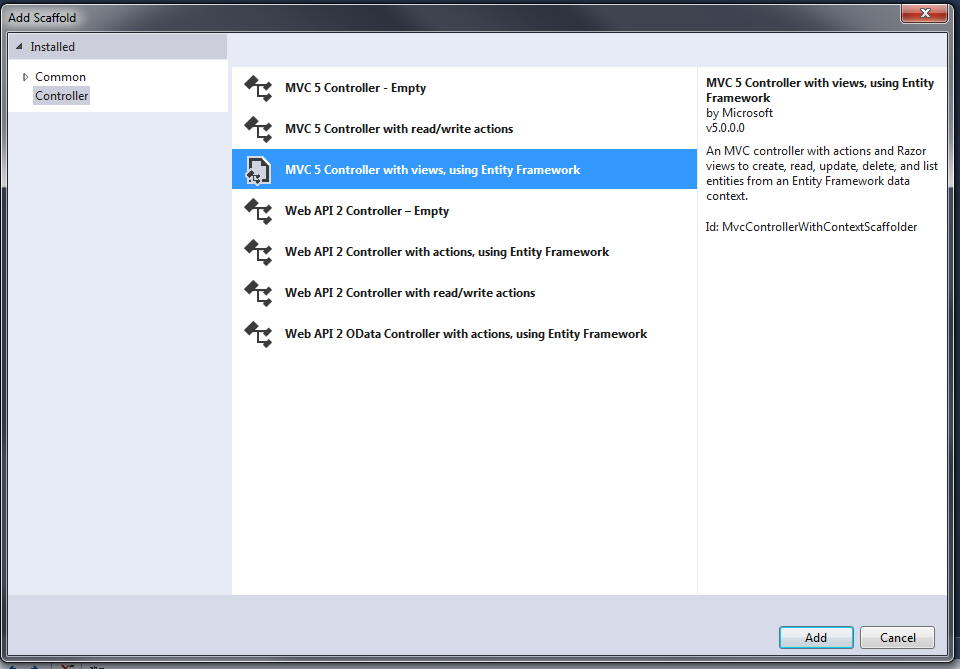 Add Scaffold
Installed
Common
Controller
MVC 5 Controller - Empty
MVC 5 Controller with read/write actions
MVC 5 Controller with views, using Entity Framework
Web API 2 Controller – Empty
Web API 2 Controller with actions, using Entity Framework
Web API 2 Controller with read/write actions
Web API 2 OData Controller with actions, using Entity Framework
MVC 5 Controller with views, using Entity
Framework
by Microsoft
v5.0.0.0
An MVC controller with actions and Razor
views to create, read, update, delete, and list
entities from an Entity Framework data
context.
Id: MvcControllerWithContextScaffolder
Add
Cancel